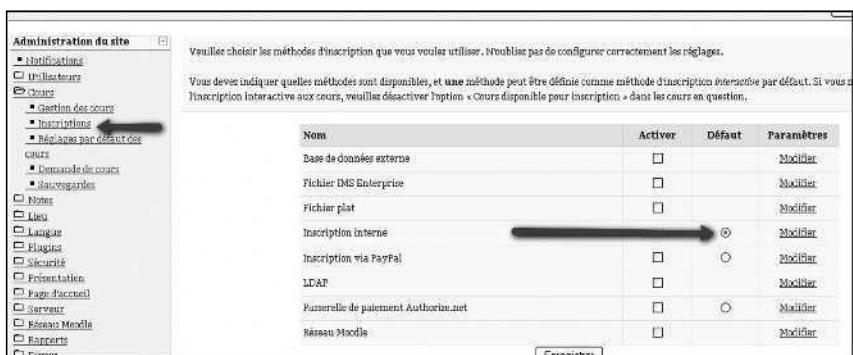 Administration du site
Notifications
Utilisateurs
Cours
Gestion des cours
Inscriptions
Réglages par défaut des
cours
Demande de cours
Sauvegardes
Notes
Lieu
Langue
Plugins
Sécurité
Présentation
Page d'accueil
Serveur
Réseau Moodle
Rapports
Veuillez choisir les méthodes d'inscription que vous voulez utiliser. N'oubliez pas de configurer correctement les réglages.
Vous devez indiquer quelles méthodes sont disponibles, et une méthode peut être définie comme méthode d'inscription interactive par défaut. Si vous
l'inscription interactive aux cours, veuillez désactiver l'option « Cours disponible pour inscription » dans les cours en question.
Nom Activer Défaut Paramètres
Base de données externe Modifier
Fichier IMS Enterprise Modifier
Fichier plat Modifier
Inscription interne Modifier
Inscription via PayPal Modifier
LDAP Modifier
Passerelle de paiement Authorize.net Modifier
Réseau Moodle Modifier
Enregistrer